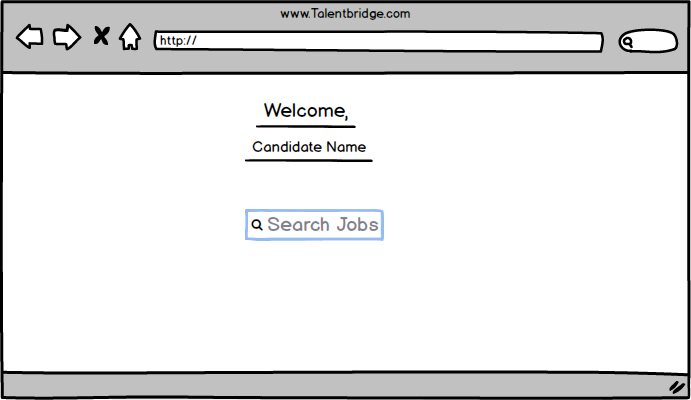 www.Talentbridge.com
http://
Welcome,
Candidate Name
Search Jobs